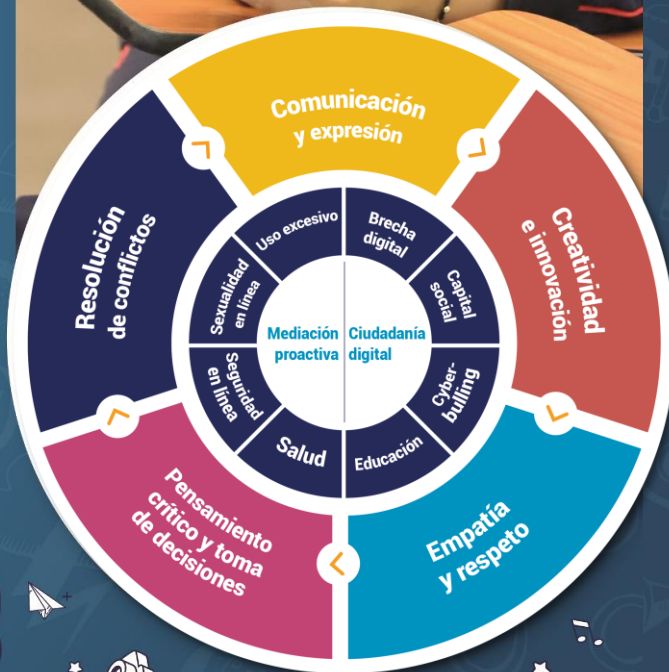 Comunicación
y expresión
Creatividad
e innovación
Empatía
y respeto
Pensamiento
crítico y toma
de decisiones
Resolución
de conflictos
Uso excesivo
Brecha
digital
Capital
social
Cyber-
bulling
Educación
Salud
Seguridad
en línea
Sexualidad
en línea
Mediación
proactiva
Ciudadanía
digital